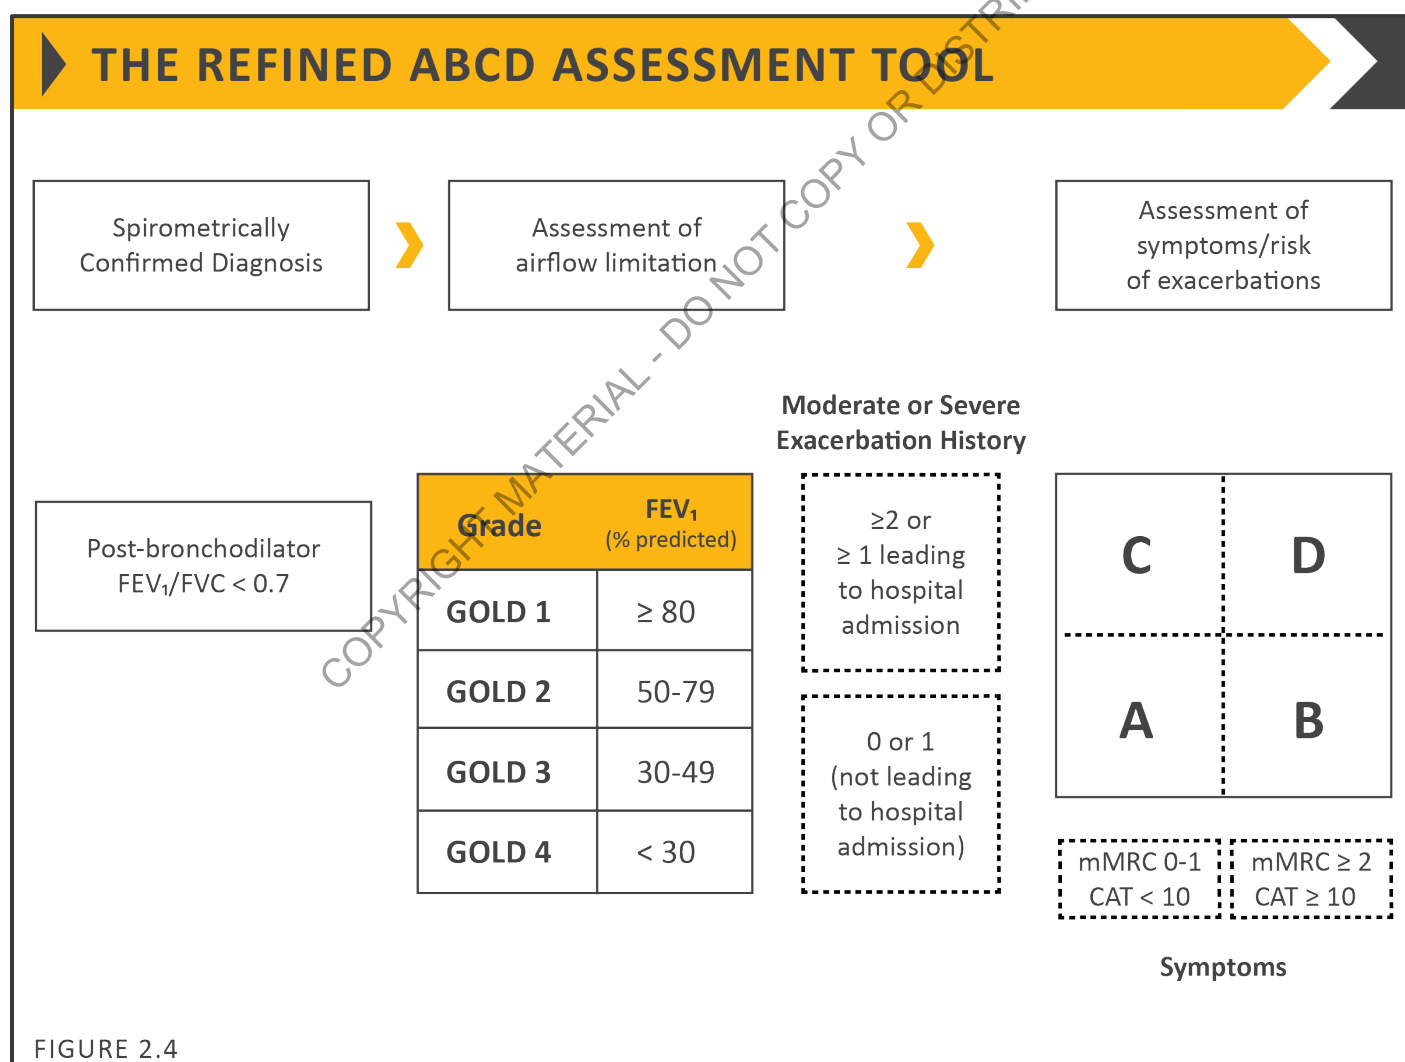 THE REFINED ABCD ASSESSMENT TOOL
Spirometrically
Confirmed Diagnosis
Assessment of
airflow limitation
Assessment of
symptoms/risk
of exacerbations
Post-bronchodilator
FEV₁/FVC < 0.7
Grade
FEV₁
(% predicted)
GOLD 1
≥ 80
GOLD 2
50-79
GOLD 3
30-49
GOLD 4
< 30
Moderate or Severe
Exacerbation History
≥2 or
≥ 1 leading
to hospital
admission
0 or 1
(not leading
to hospital
admission)
C
D
A
B
mMRC 0-1
CAT < 10
mMRC ≥ 2
CAT ≥ 10
Symptoms
FIGURE 2.4
COPYRIGHT MATERIAL - DO NOT COPY OR DISTRI